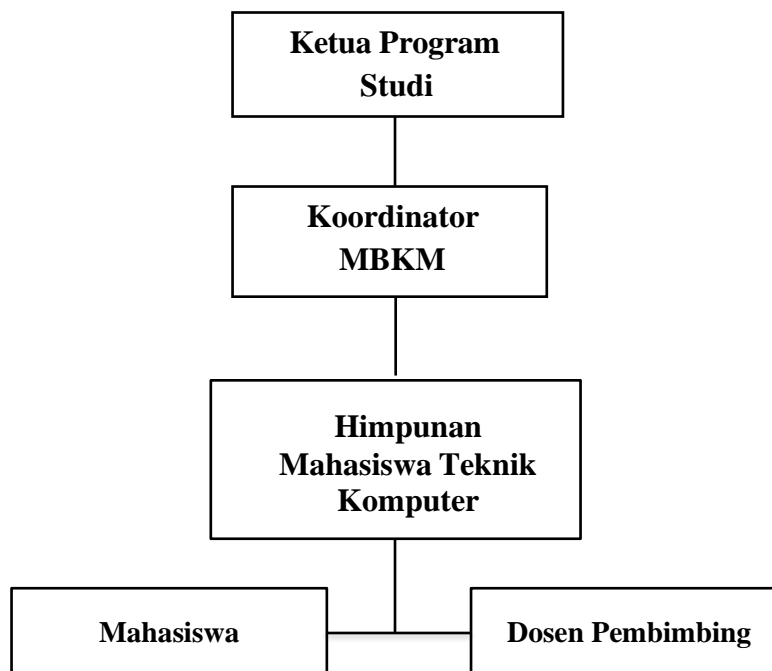 Ketua Program
Studi
Koordinator
MBKM
Himpunan
Mahasiswa Teknik
Komputer
Mahasiswa
Dosen Pembimbing